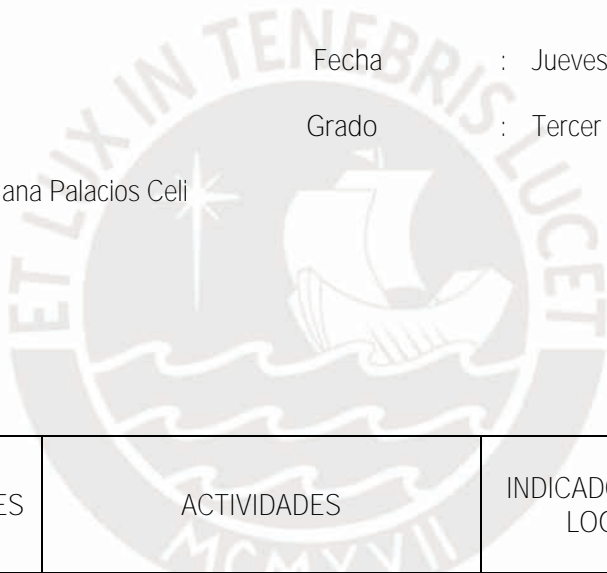 Fecha : Jueves
Grado : Tercer
ana Palacios Celi
ET LUX IN TENEBRIS LUCET
ES
ACTIVIDADES
INDICADO
LOG
MCMXVII